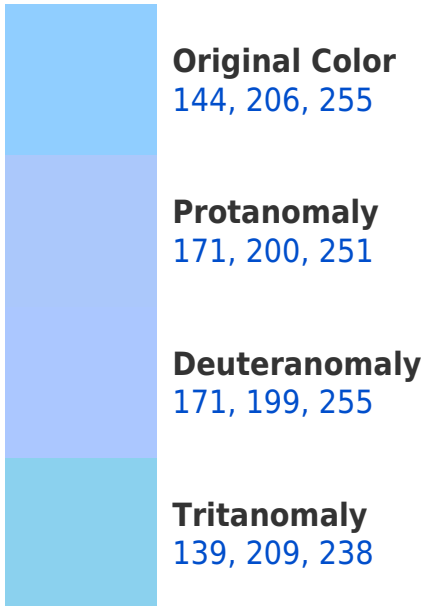 Original Color
144, 206, 255
Protanomaly
171, 200, 251
Deuteranomaly
171, 199, 255
Tritanomaly
139, 209, 238